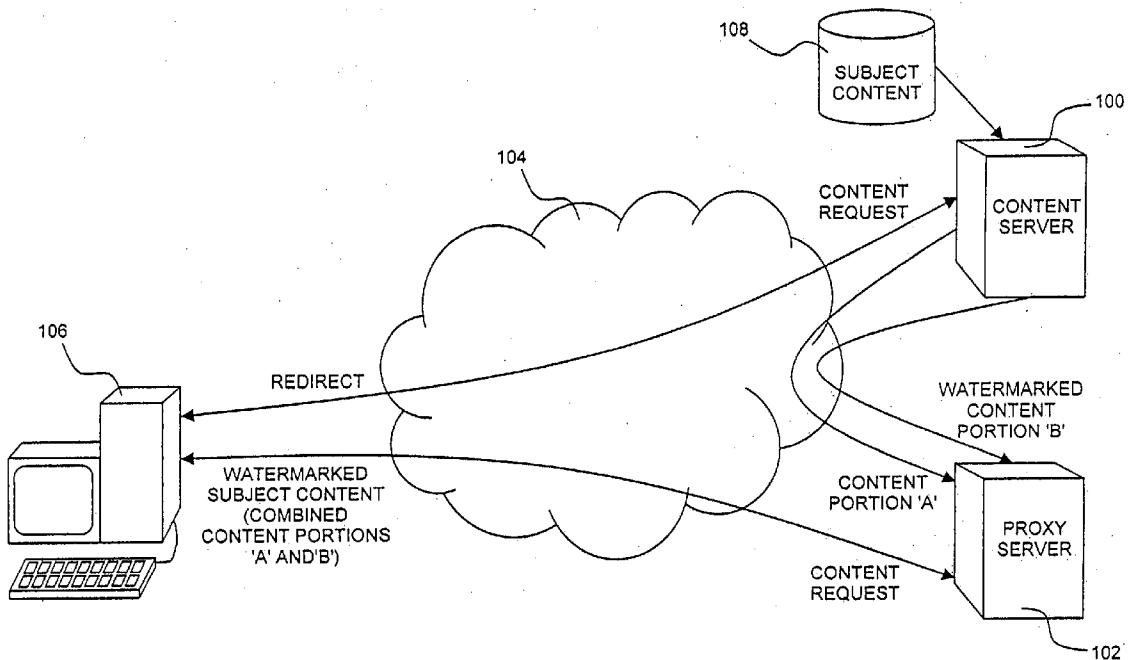 108
SUBJECT
CONTENT
100
104
CONTENT
REQUEST
CONTENT
SERVER
106
REDIRECT
WATERMARKED
CONTENT
PORTION 'B'
WATERMARKED
SUBJECT CONTENT
(COMBINED
CONTENT PORTIONS
'A' AND'B')
CONTENT
PORTION 'A'
PROXY
SERVER
CONTENT
REQUEST
102